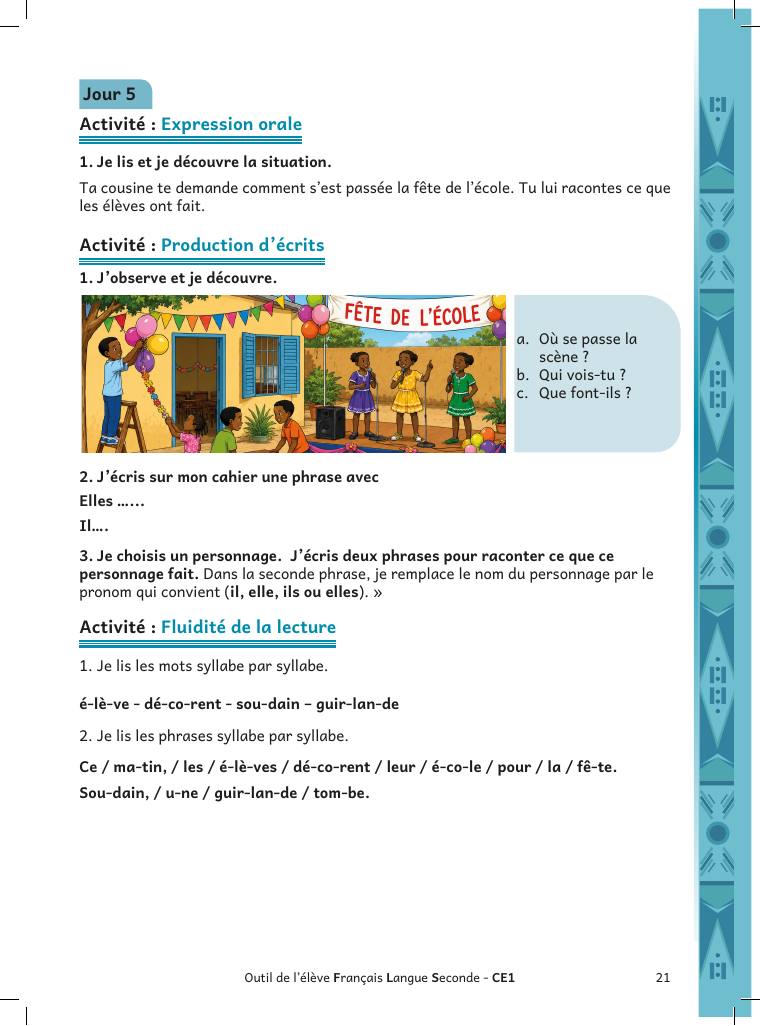 Jour 5
Activité : Expression orale
1. Je lis et je découvre la situation.
Ta cousine te demande comment s’est passée la fête de l’école. Tu lui racontes ce que
les élèves ont fait.
Activité : Production d’écrits
1. J’observe et je découvre.
FÊTE DE L'ÉCOLE
a. Où se passe la
scène ?
b. Qui vois-tu ?
c. Que font-ils ?
2. J’écris sur mon cahier une phrase avec
Elles …...
Il….
3. Je choisis un personnage.  J’écris deux phrases pour raconter ce que ce
personnage fait. Dans la seconde phrase, je remplace le nom du personnage par le
pronom qui convient (il, elle, ils ou elles). »
Activité : Fluidité de la lecture
1. Je lis les mots syllabe par syllabe.
é-lè-ve - dé-co-rent - sou-dain – guir-lan-de
2. Je lis les phrases syllabe par syllabe.
Ce / ma-tin, / les / é-lè-ves / dé-co-rent / leur / é-co-le / pour / la / fê-te.
Sou-dain, / u-ne / guir-lan-de / tom-be.
Outil de l’élève Français Langue Seconde - CE1
21